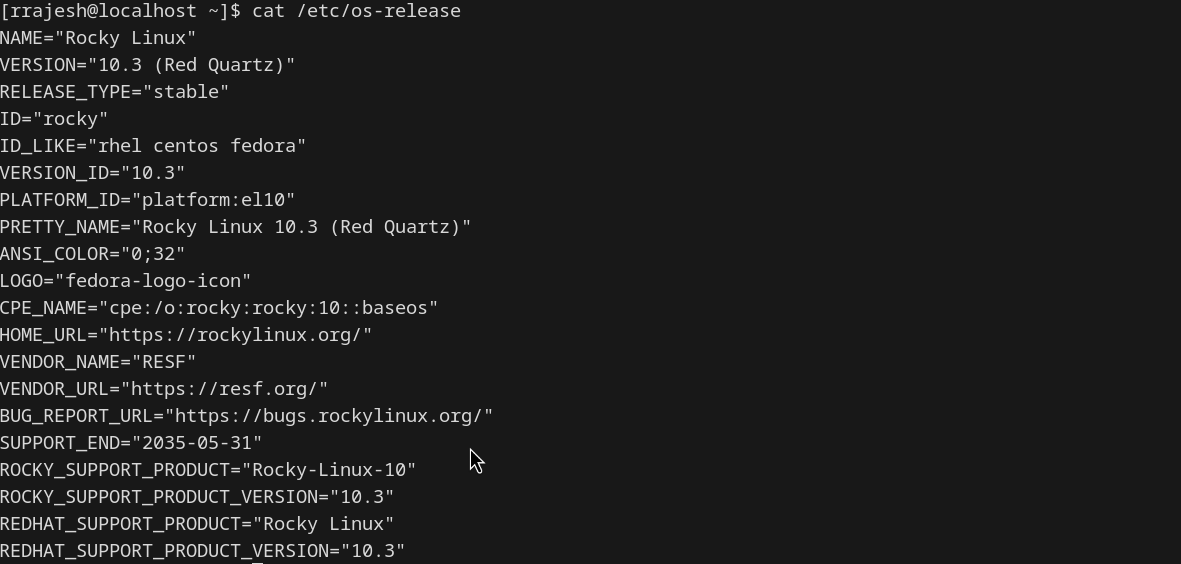 [rrajesh@localhost ~]$ cat /etc/os-release
NAME="Rocky Linux"
VERSION="10.3 (Red Quartz)"
RELEASE_TYPE="stable"
ID="rocky"
ID_LIKE="rhel centos fedora"
VERSION_ID="10.3"
PLATFORM_ID="platform:el10"
PRETTY_NAME="Rocky Linux 10.3 (Red Quartz)"
ANSI_COLOR="0;32"
LOGO="fedora-logo-icon"
CPE_NAME="cpe:/o:rocky:rocky:10::baseos"
HOME_URL="https://rockylinux.org/"
VENDOR_NAME="RESF"
VENDOR_URL="https://resf.org/"
BUG_REPORT_URL="https://bugs.rockylinux.org/"
SUPPORT_END="2035-05-31"
ROCKY_SUPPORT_PRODUCT="Rocky-Linux-10"
ROCKY_SUPPORT_PRODUCT_VERSION="10.3"
REDHAT_SUPPORT_PRODUCT="Rocky Linux"
REDHAT_SUPPORT_PRODUCT_VERSION="10.3"